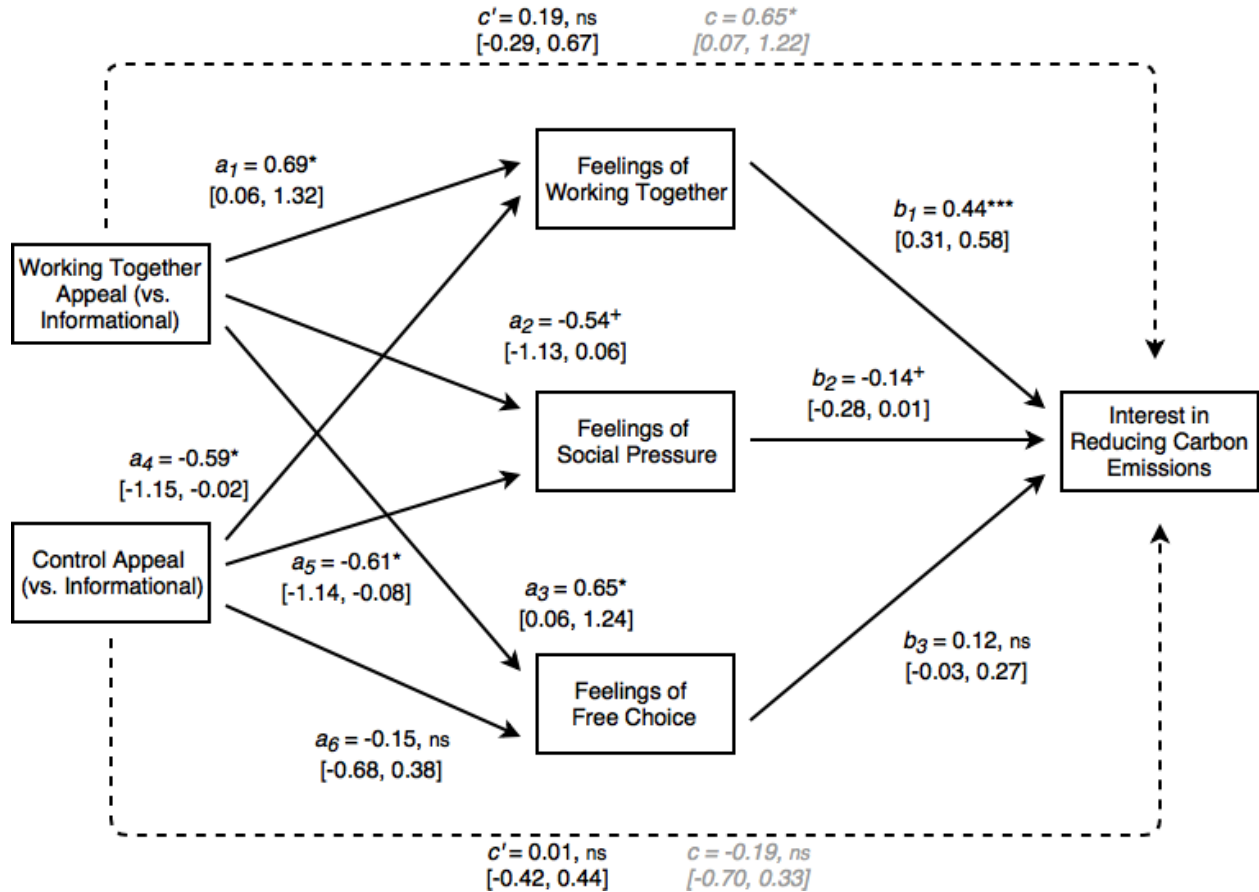 c' = 0.19, ns
[-0.29, 0.67]
c = 0.65*
[0.07, 1.22]
a1 = 0.69*
[0.06, 1.32]
Feelings of
Working Together
b1 = 0.44***
[0.31, 0.58]
Working Together
Appeal (vs.
Informational)
a2 = -0.54+
[-1.13, 0.06]
b2 = -0.14+
[-0.28, 0.01]
Feelings of
Social Pressure
Interest in
Reducing Carbon
Emissions
a4 = -0.59*
[-1.15, -0.02]
Control Appeal
(vs. Informational)
a5 = -0.61*
[-1.14, -0.08]
a3 = 0.65*
[0.06, 1.24]
b3 = 0.12, ns
[-0.03, 0.27]
Feelings of
Free Choice
a6 = -0.15, ns
[-0.68, 0.38]
c' = 0.01, ns
[-0.42, 0.44]
c = -0.19, ns
[-0.70, 0.33]